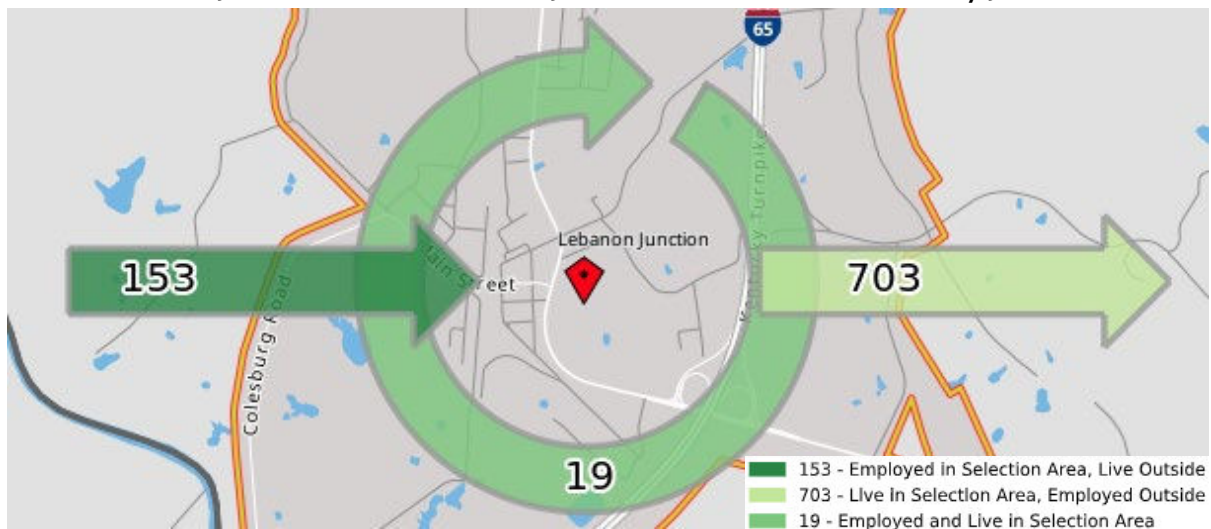 65
Lebanon Junction
Main Street
153
703
Colesburg Road
19
153 - Employed in Selection Area, Live Outside
703 - Live in Selection Area, Employed Outside
19 - Employed and Live in Selection Area